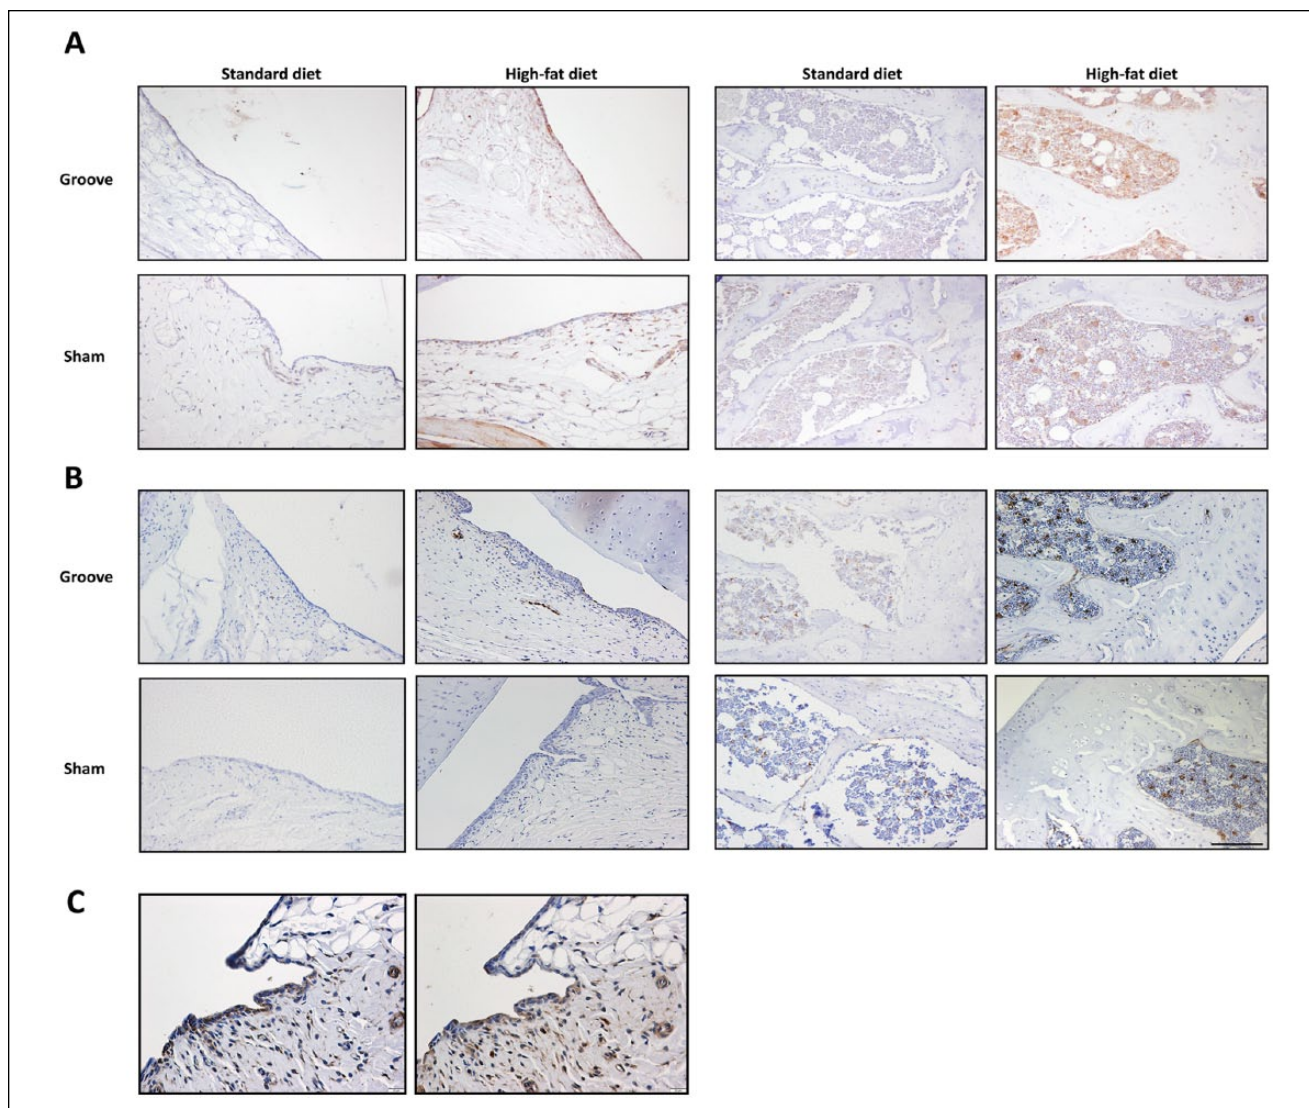 A
Standard diet High-fat diet Standard diet High-fat diet
Groove
Sham
B
Groove
Sham
C